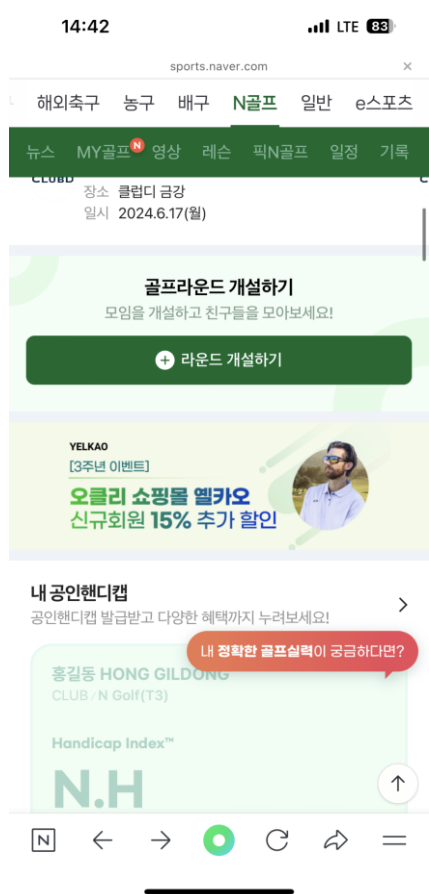 14:42
LTE 83
sports.naver.com
해외축구 농구 배구 N골프 일반 e스포츠
뉴스 MY골프 N 영상 레슨 픽N골프 일정 기록
CLUBD
장소 클럽디 금강
일시 2024.6.17(월)
골프라운드 개설하기
모임을 개설하고 친구들을 모아보세요!
라운드 개설하기
YELKAO
[3주년 이벤트]
오클리 쇼핑몰 옐카오
신규회원 15% 추가 할인
내 공인핸디캡
공인핸디캡 발급받고 다양한 혜택까지 누려보세요!
내 정확한 골프실력이 궁금하다면?
홍길동 HONG GILDONG
CLUB/N Golf(T3)
Handicap Index™
N.H
N